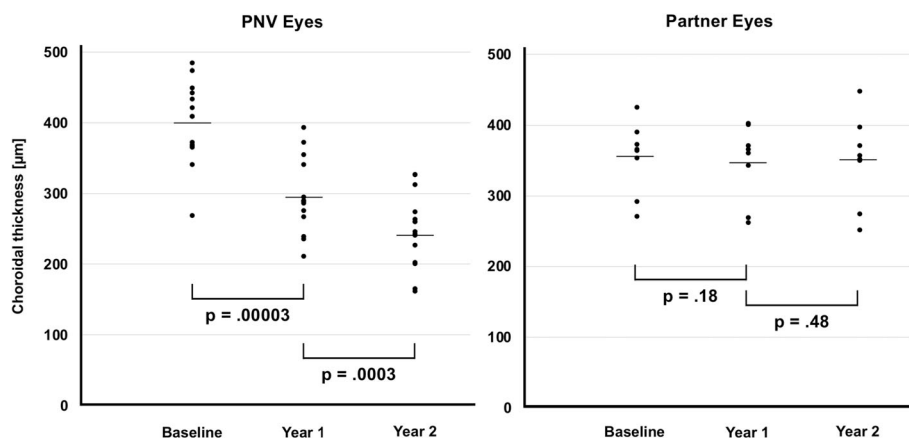 PNV Eyes
Partner Eyes
Choroidal thickness [µm]
500
400
300
200
100
0
p = .00003
p = .0003
Baseline
Year 1
Year 2
500
400
300
200
100
0
p = .18
p = .48
Baseline
Year 1
Year 2